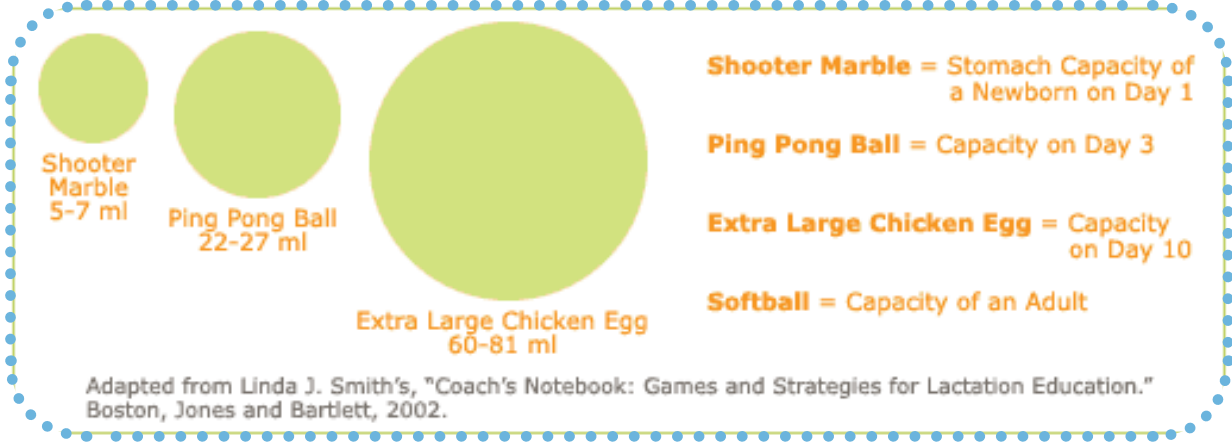 Shooter
Marble
5-7 ml
Ping Pong Ball
22-27 ml
Extra Large Chicken Egg
60-81 ml
Shooter Marble = Stomach Capacity of
a Newborn on Day 1
Ping Pong Ball = Capacity on Day 3
Extra Large Chicken Egg = Capacity
on Day 10
Softball = Capacity of an Adult
Adapted from Linda J. Smith's, "Coach's Notebook: Games and Strategies for Lactation Education."
Boston, Jones and Bartlett, 2002.